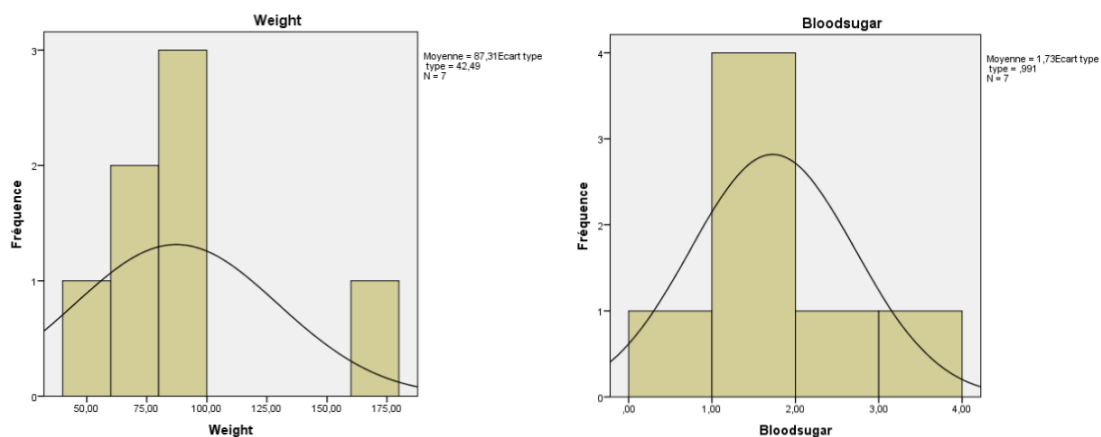 Weight
Moyenne = 87,31Ecart type
type = 42,49
N = 7
Fréquence
3
2
1
0
50,00 75,00 100,00 125,00 150,00 175,00
Weight
Bloodsugar
Moyenne = 1,73Ecart type
type = ,991
N = 7
Fréquence
4
3
2
1
0
,00 1,00 2,00 3,00 4,00
Bloodsugar